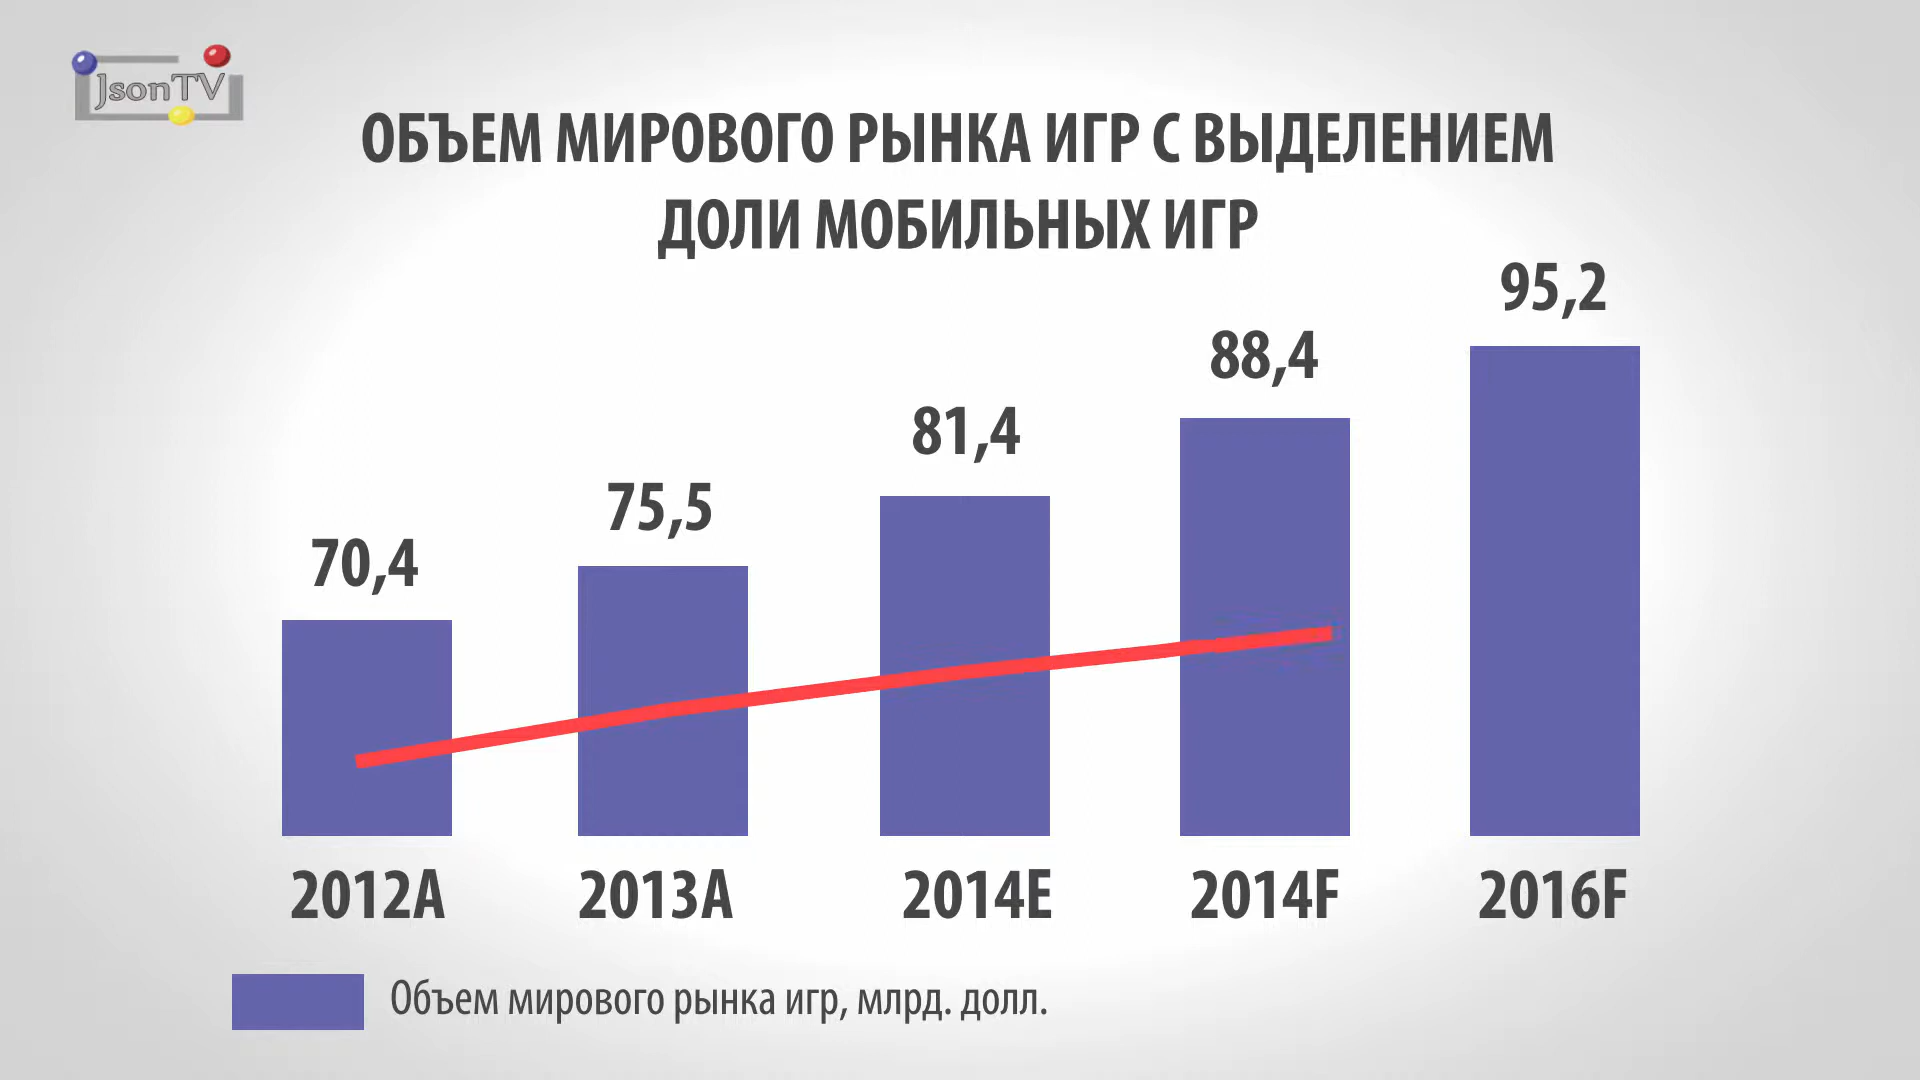 JsonTV
ОБЪЕМ МИРОВОГО РЫНКА ИГР С ВЫДЕЛЕНИЕМ
ДОЛИ МОБИЛЬНЫХ ИГР
70,4
75,5
81,4
88,4
95,2
2012A
2013A
2014E
2014F
2016F
Объем мирового рынка игр, млрд. долл.